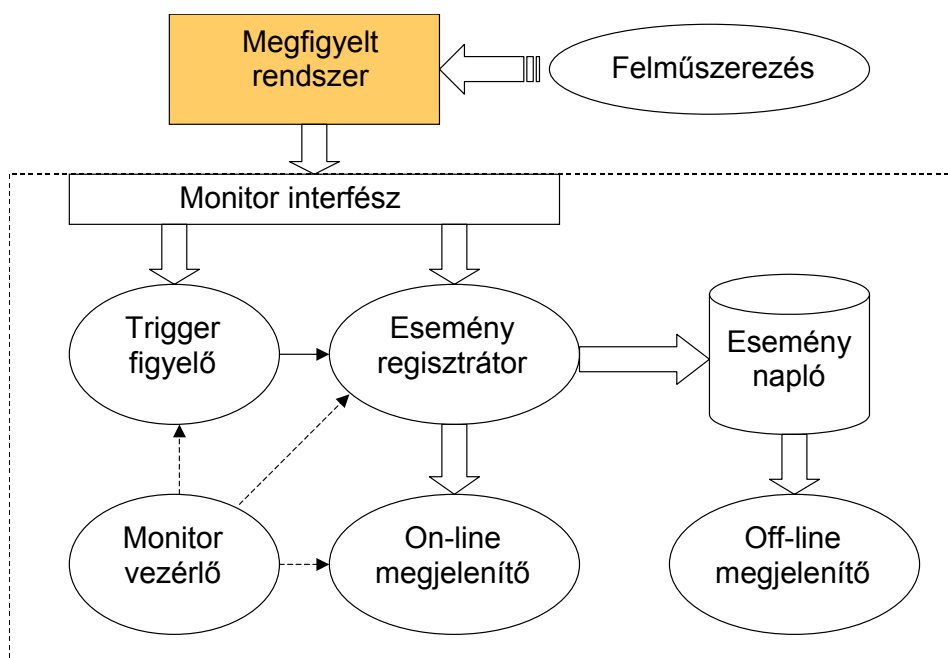 Megfigyelt
rendszer
Felműszerezés
Monitor interfész
Trigger
figyelő
Esemény
regisztrátor
Esemény
napló
Monitor
vezérlő
On-line
megjelenítő
Off-line
megjelenítő